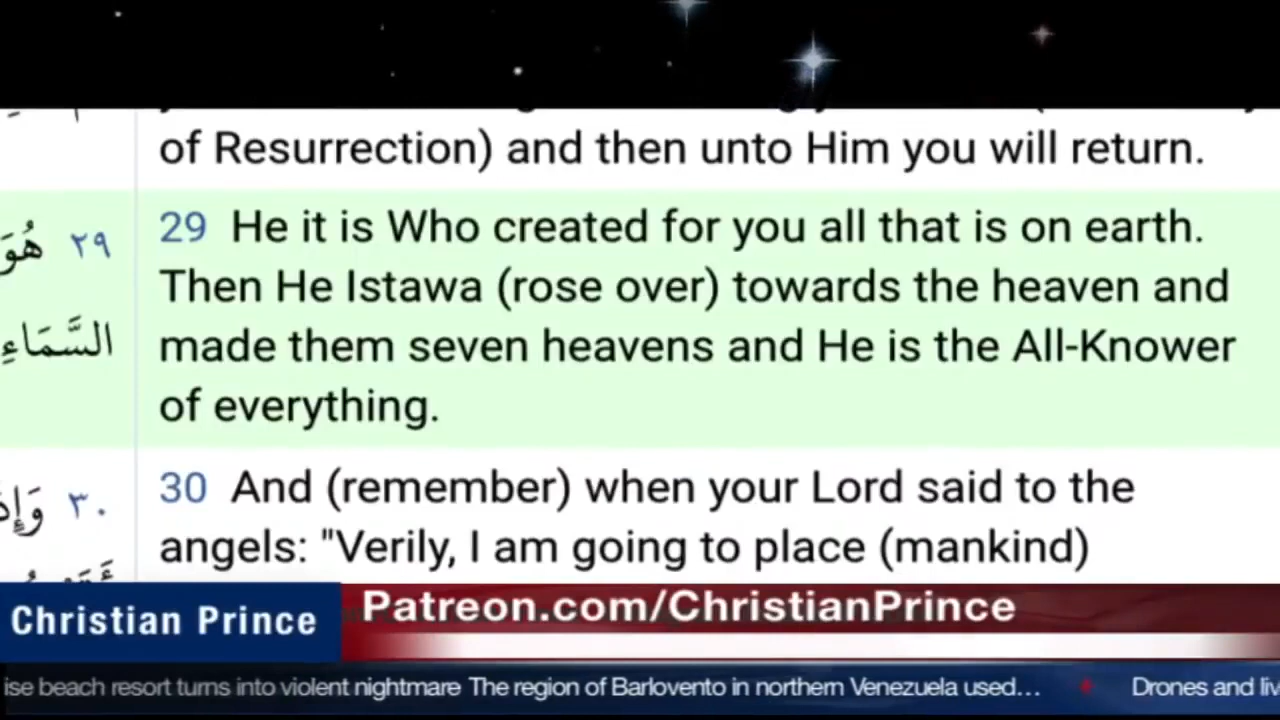 of Resurrection) and then unto Him you will return.
٢٩ هُوَ
السَّمَاءِ
29 He it is Who created for you all that is on earth.
Then He Istawa (rose over) towards the heaven and
made them seven heavens and He is the All-Knower
of everything.
٣٠
30 And (remember) when your Lord said to the
angels: "Verily, I am going to place (mankind)
Christian Prince
Patreon.com/ChristianPrince
ise beach resort turns into violent nightmare The region of Barlovento in northern Venezuela used... Drones and liv